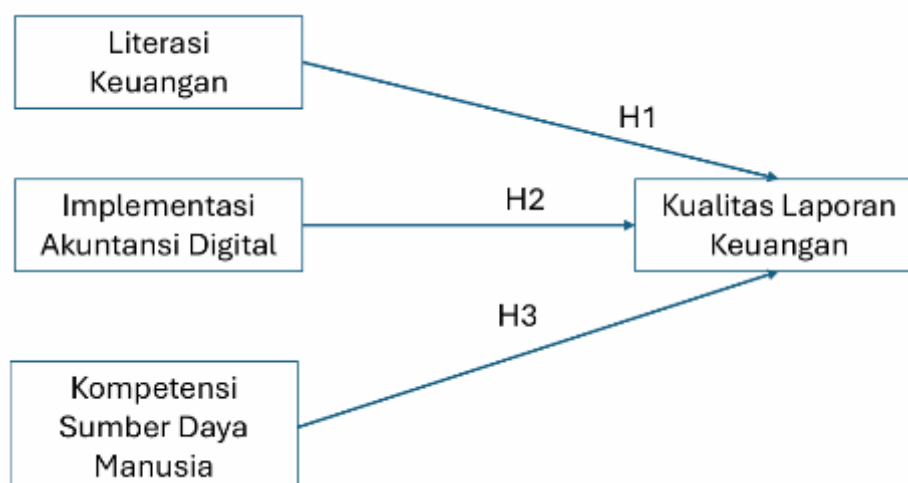 Literasi
Keuangan
H1
Implementasi
Akuntansi Digital
H2
Kualitas Laporan
Keuangan
H3
Kompetensi
Sumber Daya
Manusia